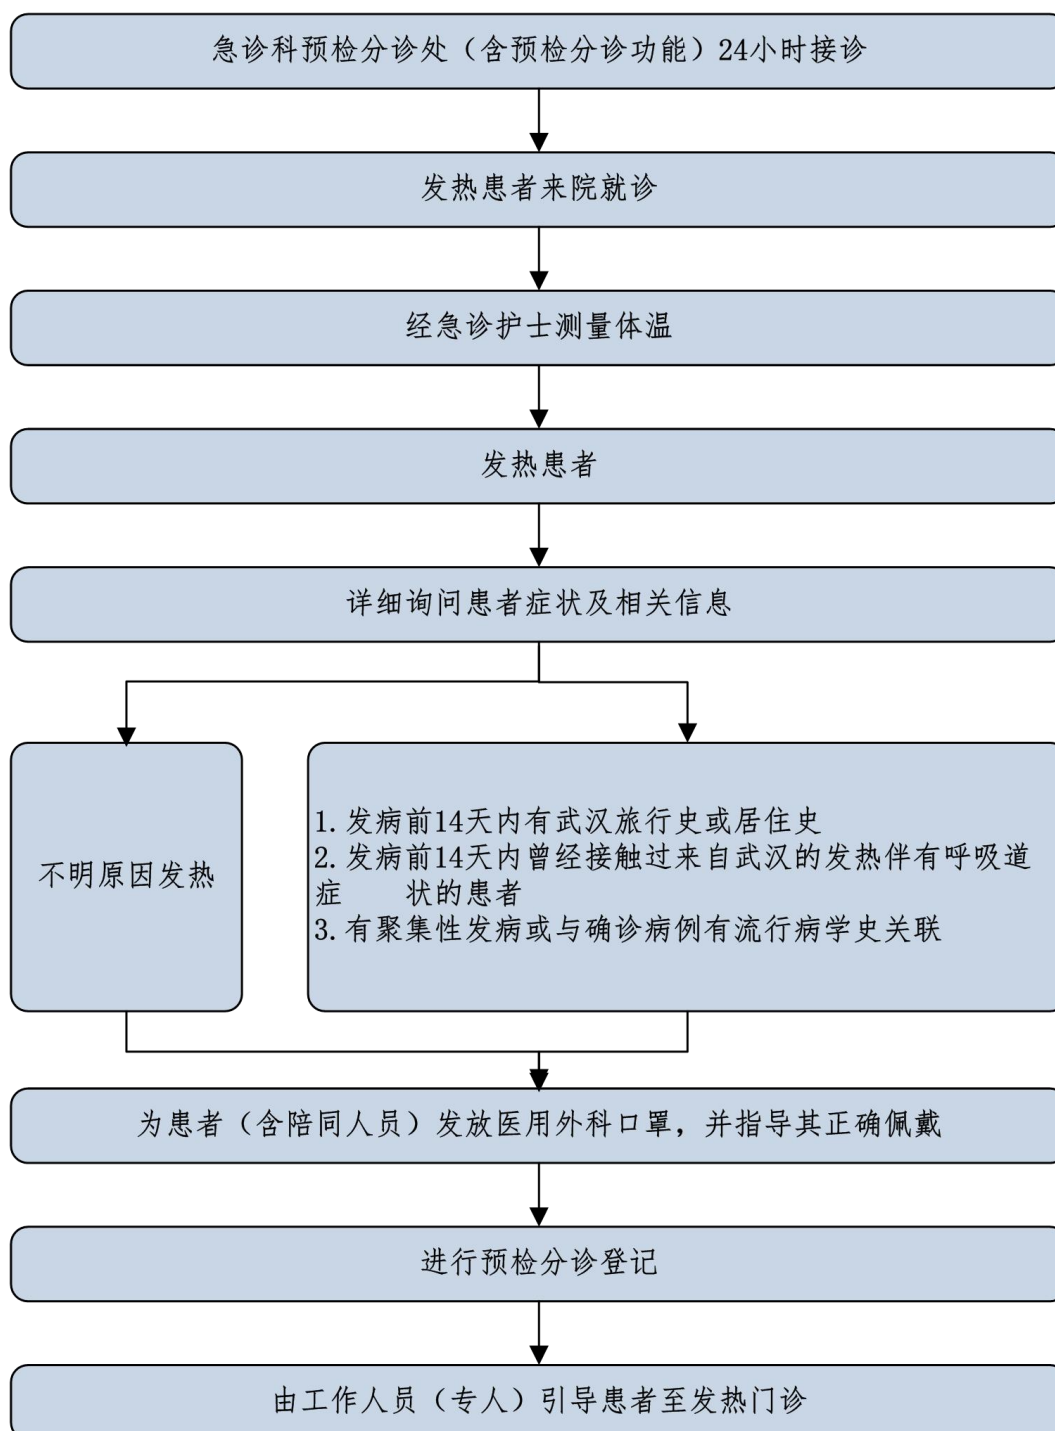 急诊科预检分诊处（含预检分诊功能）24小时接诊
发热患者来院就诊
经急诊护士测量体温
发热患者
详细询问患者症状及相关信息
不明原因发热
1.发病前14天内有武汉旅行史或居住史
2.发病前14天内曾经接触过来自武汉的发热伴有呼吸道
症 状的患者
3.有聚集性发病或与确诊病例有流行病学史关联
为患者（含陪同人员）发放医用外科口罩，并指导其正确佩戴
进行预检分诊登记
由工作人员（专人）引导患者至发热门诊